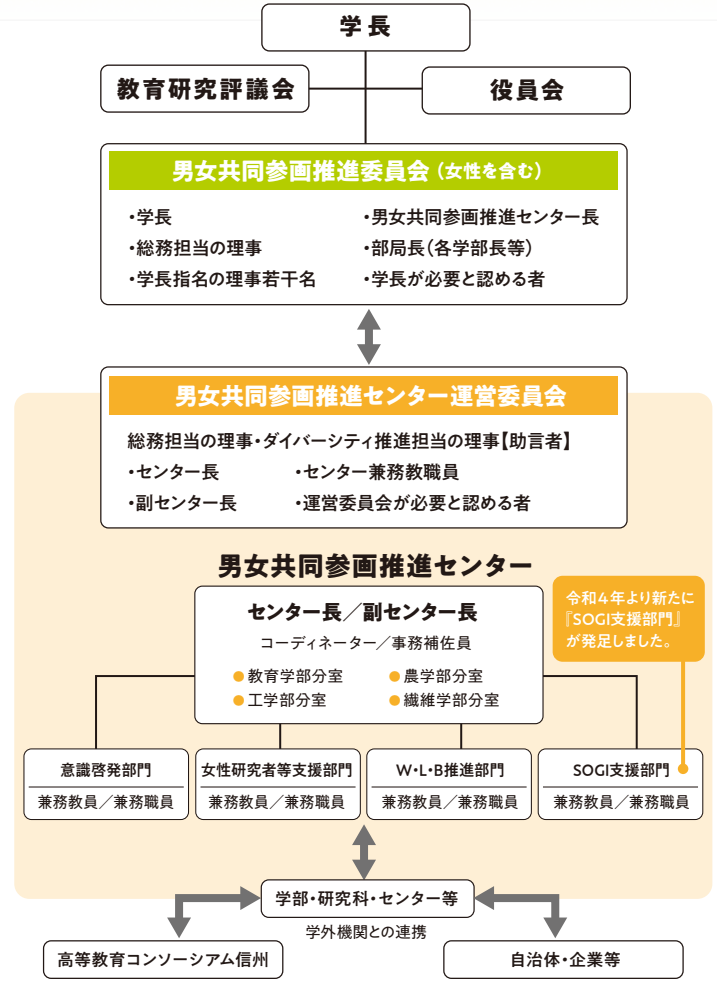 学長
教育研究評議会
役員会
男女共同参画推進委員会（女性を含む）
・学長
・総務担当の理事
・学長指名の理事若干名
・男女共同参画推進センター長
・部局長（各学部長等）
・学長が必要と認める者
男女共同参画推進センター運営委員会
総務担当の理事・ダイバーシティ推進担当の理事【助言者】
・センター長
・副センター長
・センター兼務教職員
・運営委員会が必要と認める者
男女共同参画推進センター
センター長／副センター長
コーディネーター／事務補佐員
教育学部分室
農学部分室
工学部分室
繊維学部分室
令和4年より新たに
『SOGI支援部門』
が発足しました。
意識啓発部門
兼務教員／兼務職員
女性研究者等支援部門
兼務教員／兼務職員
W・L・B推進部門
兼務教員／兼務職員
SOGI支援部門
兼務教員／兼務職員
学部・研究科・センター等
学外機関との連携
高等教育コンソーシアム信州
自治体・企業等